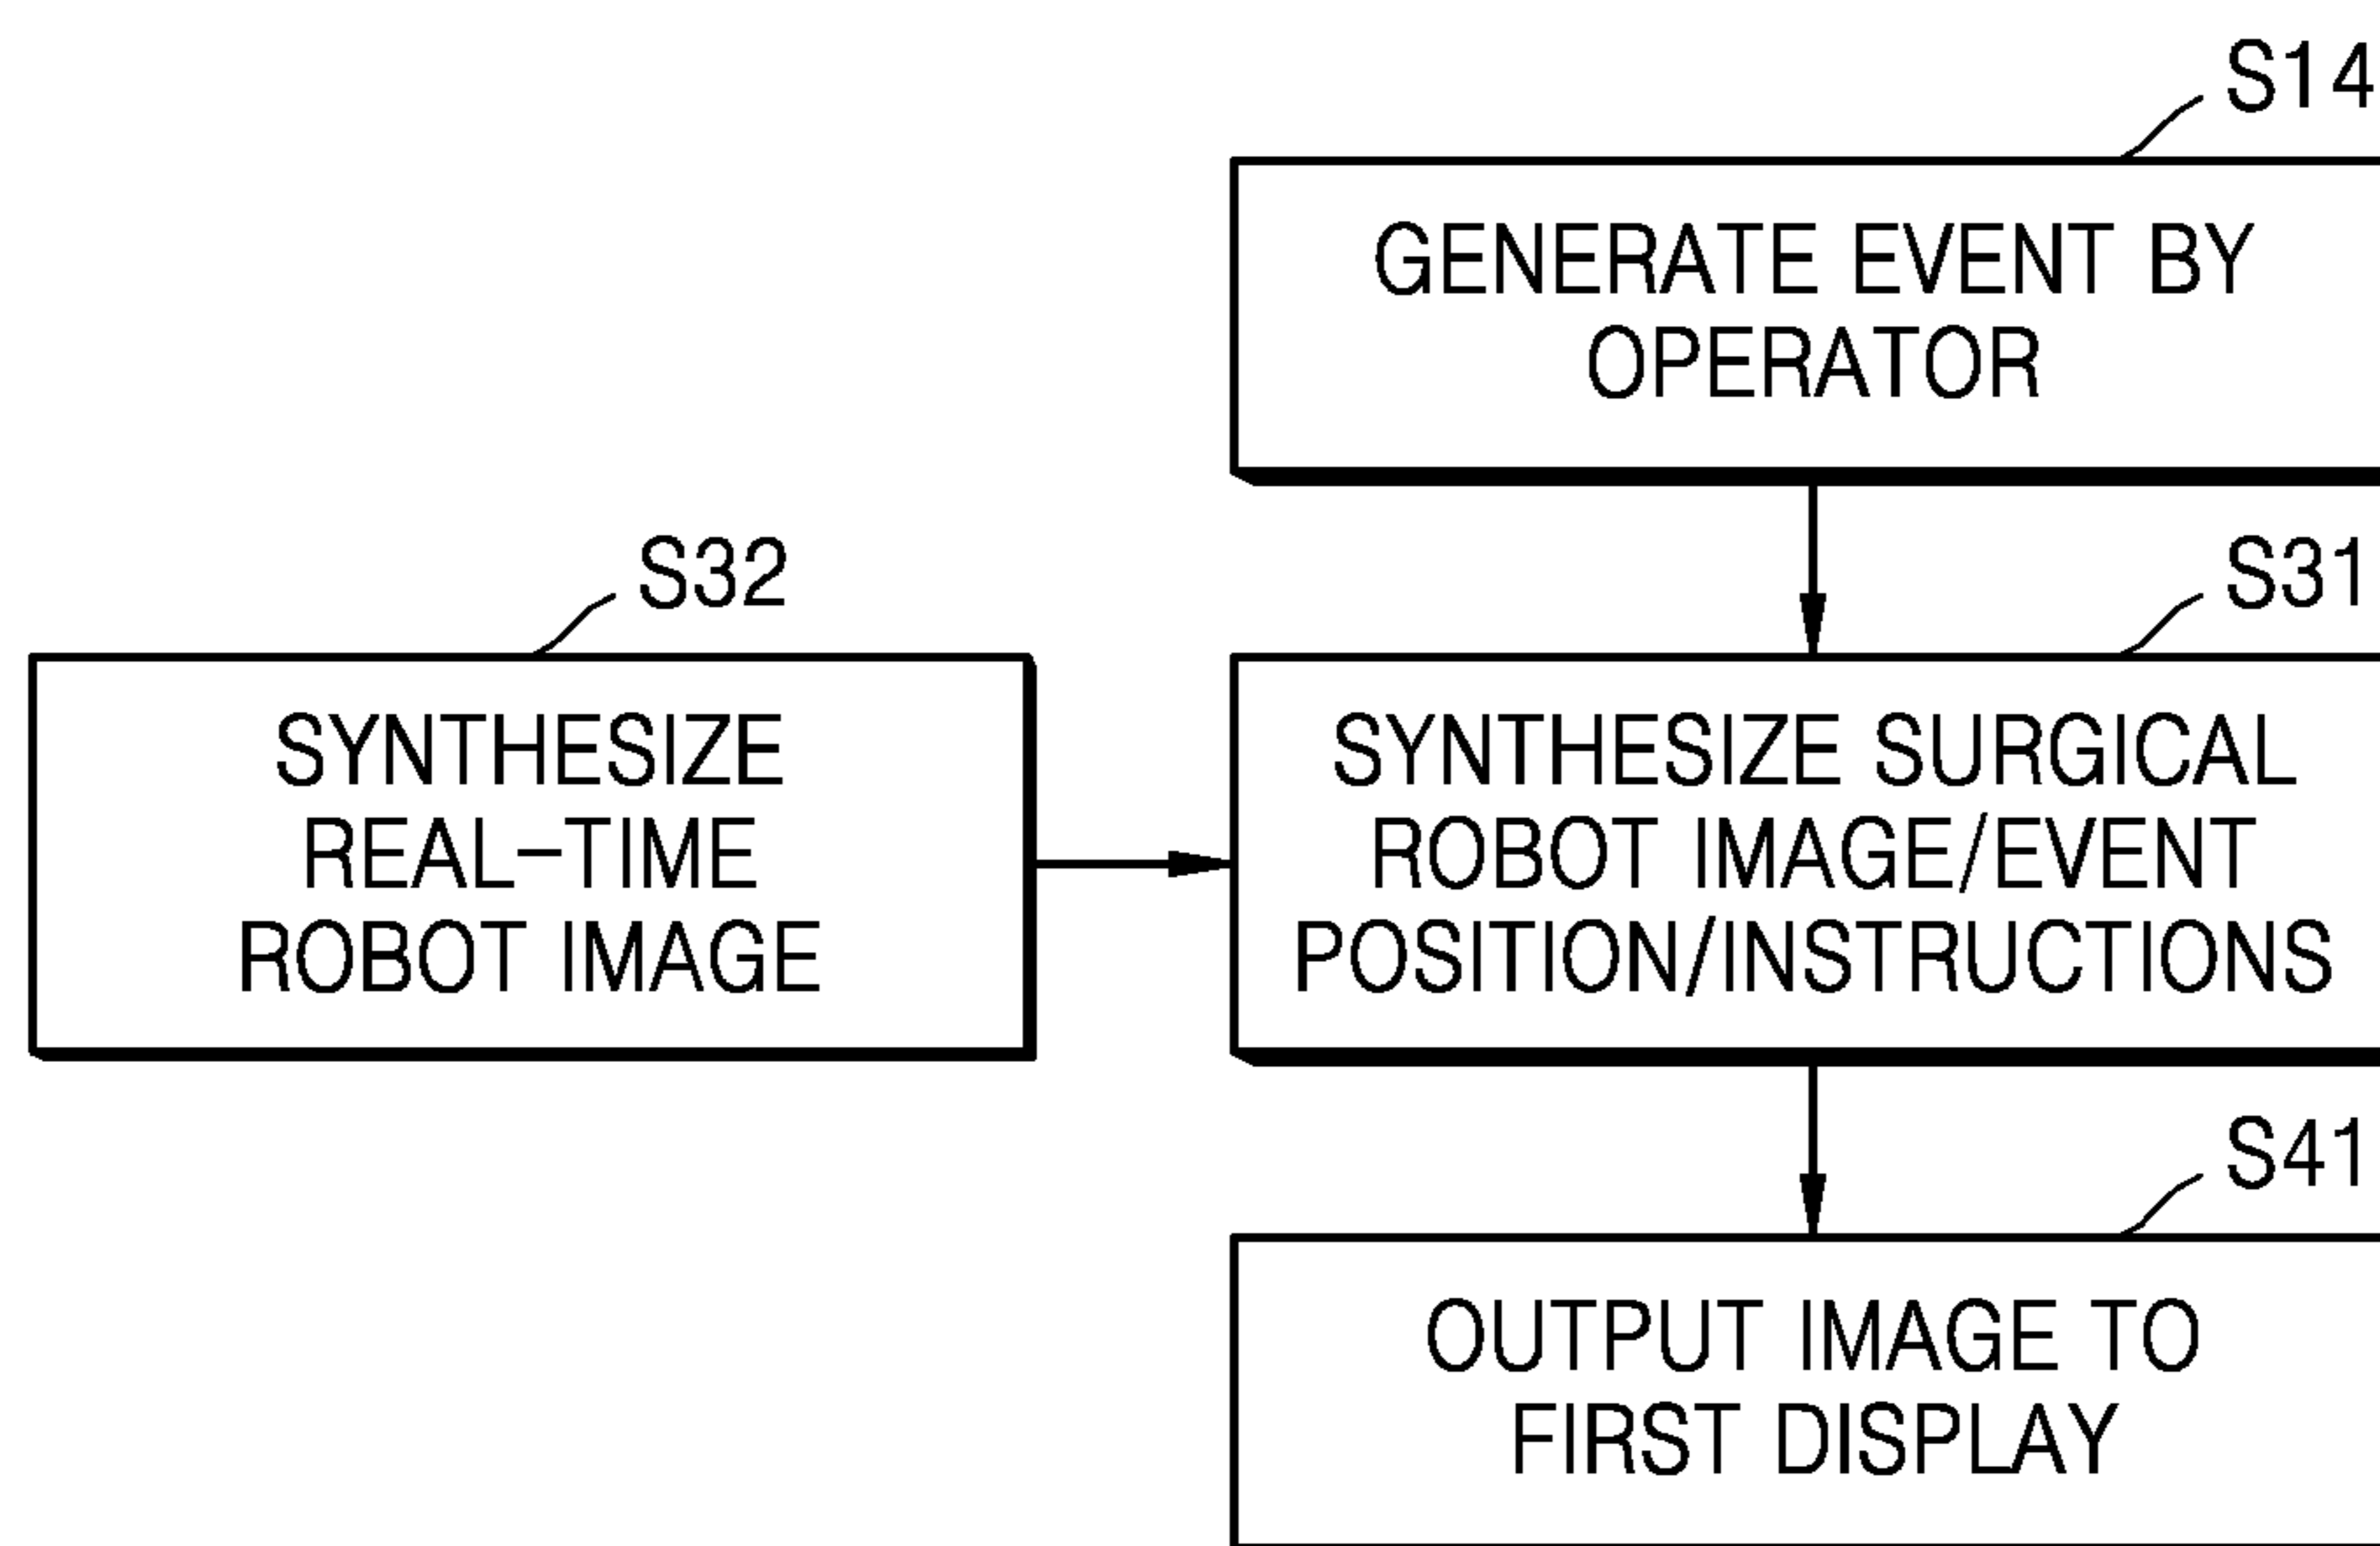 S14
GENERATE EVENT BY
OPERATOR
S32
S31
SYNTHESIZE
REAL-TIME
ROBOT IMAGE
SYNTHESIZE SURGICAL
ROBOT IMAGE/EVENT
POSITION/INSTRUCTIONS
S41
OUTPUT IMAGE TO
FIRST DISPLAY